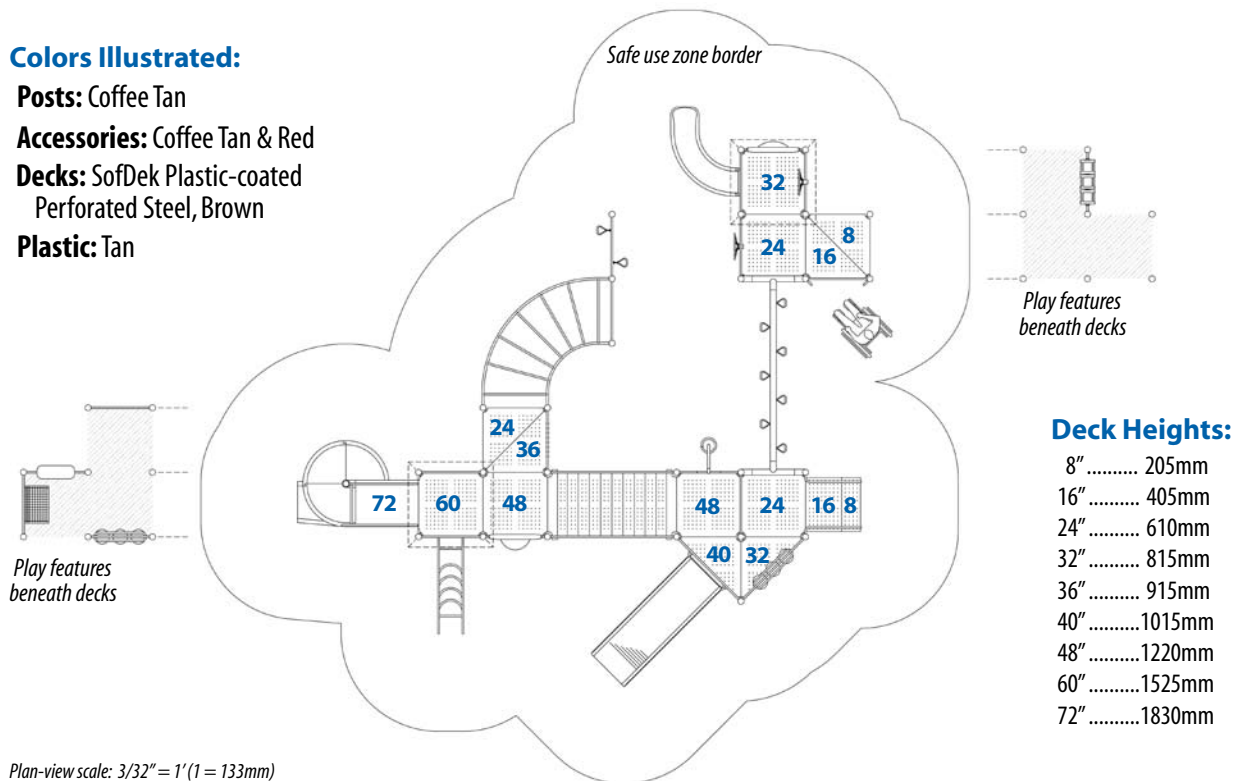 Colors Illustrated:
Posts: Coffee Tan
Accessories: Coffee Tan & Red
Decks: SofDek Plastic-coated
Perforated Steel, Brown
Plastic: Tan
Safe use zone border
32
24
8
16
Play features
beneath decks
24
36
72
60
48
48
24
16
8
40
32
Play features
beneath decks
Deck Heights:
8” .......... 205mm
16” .......... 405mm
24” .......... 610mm
32” .......... 815mm
36” .......... 915mm
40” ..........1015mm
48” ..........1220mm
60” ..........1525mm
72” ..........1830mm
Plan-view scale: 3/32” = 1’ (1 = 133mm)